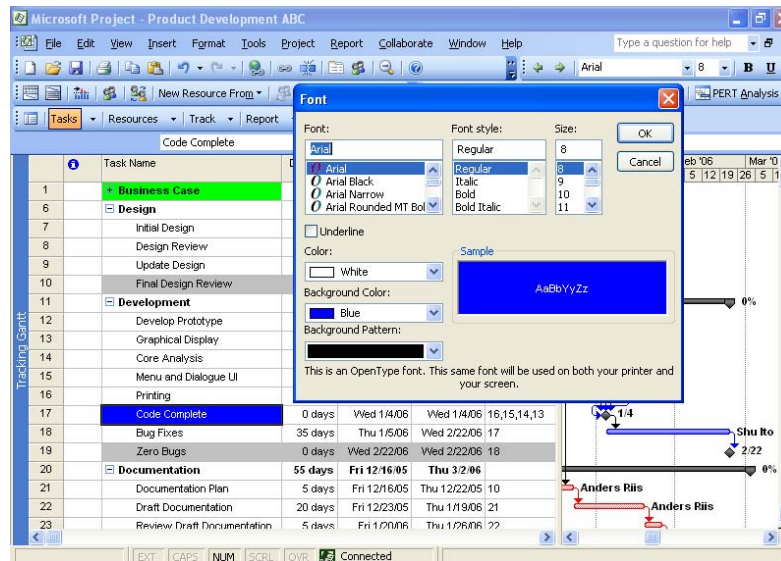 Microsoft Project - Product Development ABC
File Edit View Insert Format Tools Project Report Collaborate Window Help Type a question for help
Arial 8 B U
New Resource From PERT Analysis
Tasks Resources Track Report
Code Complete
Font
Font: Font style: Size:
Arial Regular 8 OK
Arial Regular 8 Cancel
Arial Black Italic 9
Arial Narrow Bold 10
Arial Rounded MT Bol Bold Italic 11
Underline
Color: Sample
White
Background Color: AaBbYyZz
Blue
Background Pattern:
This is an OpenType font. This same font will be used on both your printer and
your screen.
Task Name D eb '06 Mar '0
5 12 19 26 5 1
1 + Business Case
6 Design
7 Initial Design
8 Design Review
9 Update Design
10 Final Design Review
11 Development 0%
12 Develop Prototype
13 Graphical Display
14 Core Analysis
15 Menu and Dialogue UI
16 Printing
17 Code Complete 0 days Wed 1/4/06 Wed 1/4/06 16,15,14,13 1/4
18 Bug Fixes 35 days Thu 1/5/06 Wed 2/22/06 17 Shu Ito
19 Zero Bugs 0 days Wed 2/22/06 Wed 2/22/06 18 2/22
20 Documentation 55 days Fri 12/16/05 Thu 3/2/06 0%
21 Documentation Plan 5 days Fri 12/16/05 Thu 12/22/05 10 Anders Riis
22 Draft Documentation 20 days Fri 12/23/05 Thu 1/19/06 21 Anders Riis
23 Review Draft Documentation 5 days Fri 1/20/06 Thu 1/26/06 22
Tracking Gantt
EXT CAPS NUM SCRL OVR Connected